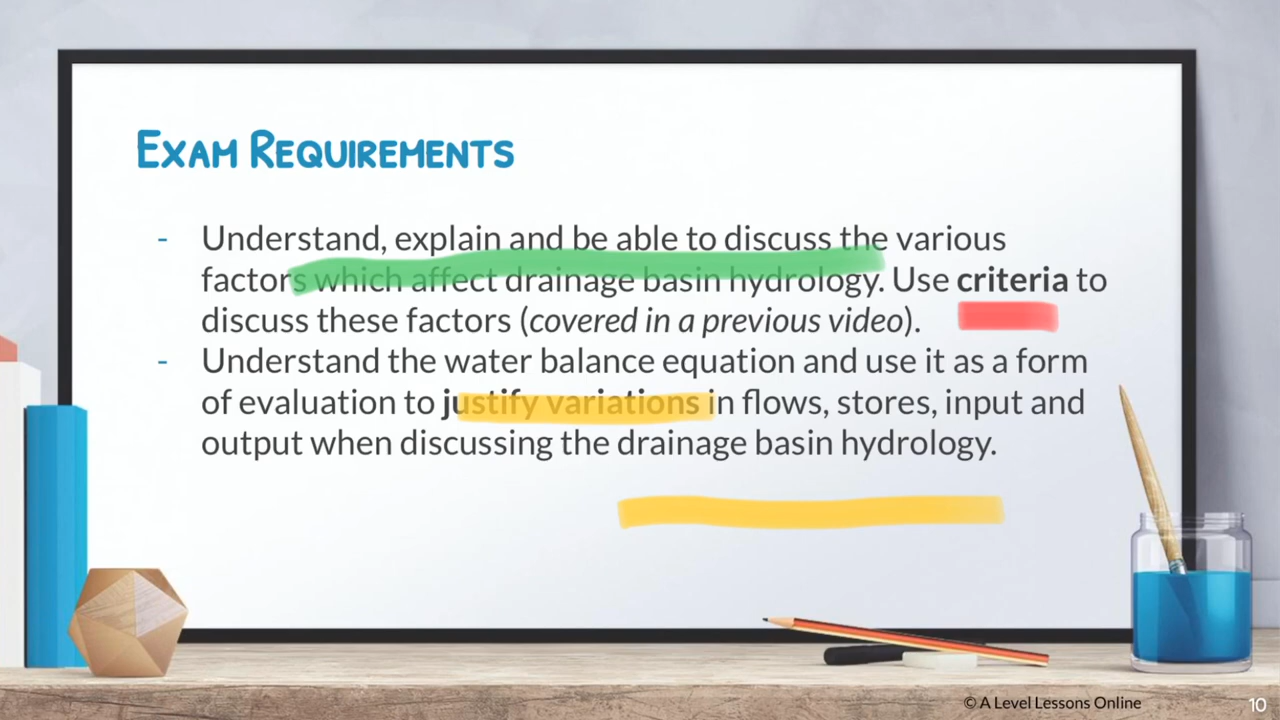 Exam Requirements
- Understand, explain and be able to discuss the various
factors which affect drainage basin hydrology. Use criteria to
discuss these factors (covered in a previous video).
- Understand the water balance equation and use it as a form
of evaluation to justify variations in flows, stores, input and
output when discussing the drainage basin hydrology.
© A Level Lessons Online
10